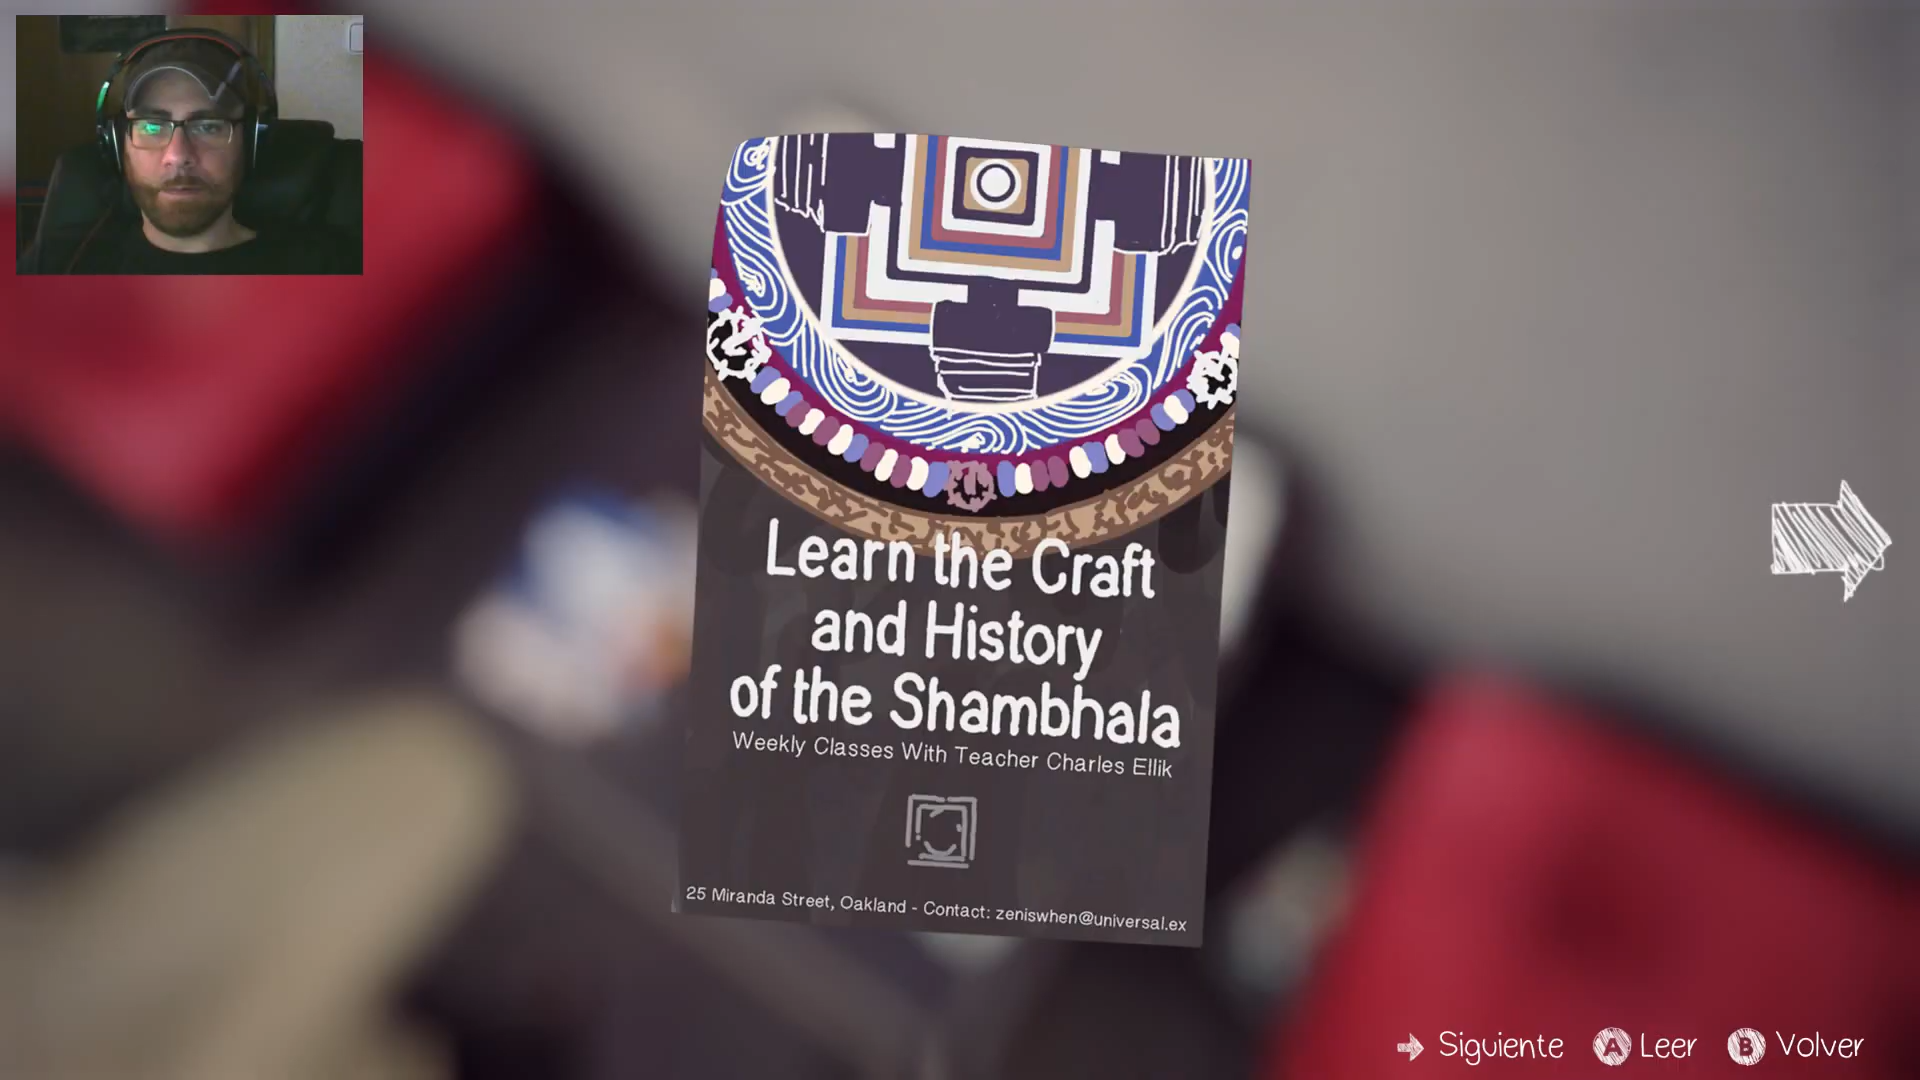 Learn the Craft
and History
of the Shambhala
Weekly Classes With Teacher Charles Ellik
25 Miranda Street, Oakland - Contact: zeniswhen@universal.ex
Siguiente A Leer B Volver